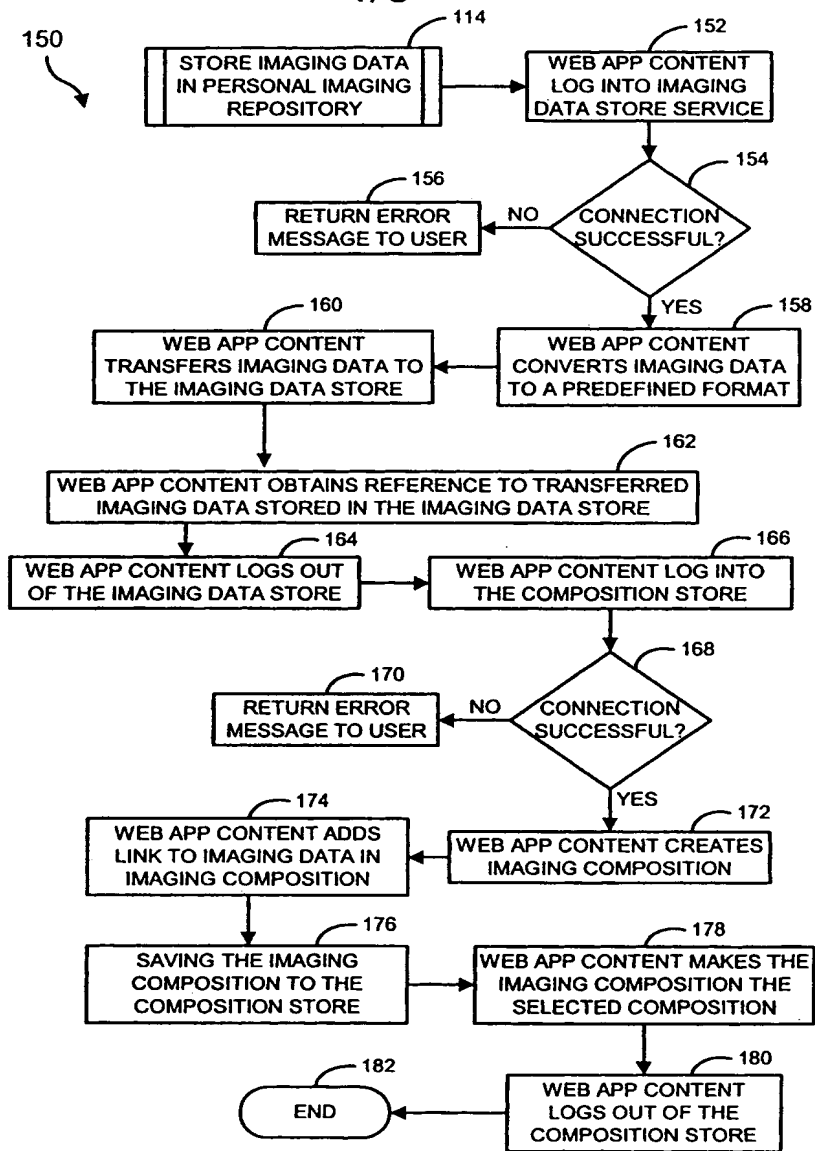 150
114
STORE IMAGING DATA
IN PERSONAL IMAGING
REPOSITORY
152
WEB APP CONTENT
LOG INTO IMAGING
DATA STORE SERVICE
154
CONNECTION
SUCCESSFUL?
NO
156
RETURN ERROR
MESSAGE TO USER
YES
158
WEB APP CONTENT
CONVERTS IMAGING DATA
TO A PREDEFINED FORMAT
160
WEB APP CONTENT
TRANSFERS IMAGING DATA TO
THE IMAGING DATA STORE
162
WEB APP CONTENT OBTAINS REFERENCE TO TRANSFERRED
IMAGING DATA STORED IN THE IMAGING DATA STORE
164
WEB APP CONTENT LOGS OUT
OF THE IMAGING DATA STORE
166
WEB APP CONTENT LOG INTO
THE COMPOSITION STORE
168
CONNECTION
SUCCESSFUL?
NO
170
RETURN ERROR
MESSAGE TO USER
YES
172
WEB APP CONTENT CREATES
IMAGING COMPOSITION
174
WEB APP CONTENT ADDS
LINK TO IMAGING DATA IN
IMAGING COMPOSITION
176
SAVING THE IMAGING
COMPOSITION TO THE
COMPOSITION STORE
178
WEB APP CONTENT MAKES THE
IMAGING COMPOSITION THE
SELECTED COMPOSITION
180
WEB APP CONTENT
LOGS OUT OF THE
COMPOSITION STORE
182
END